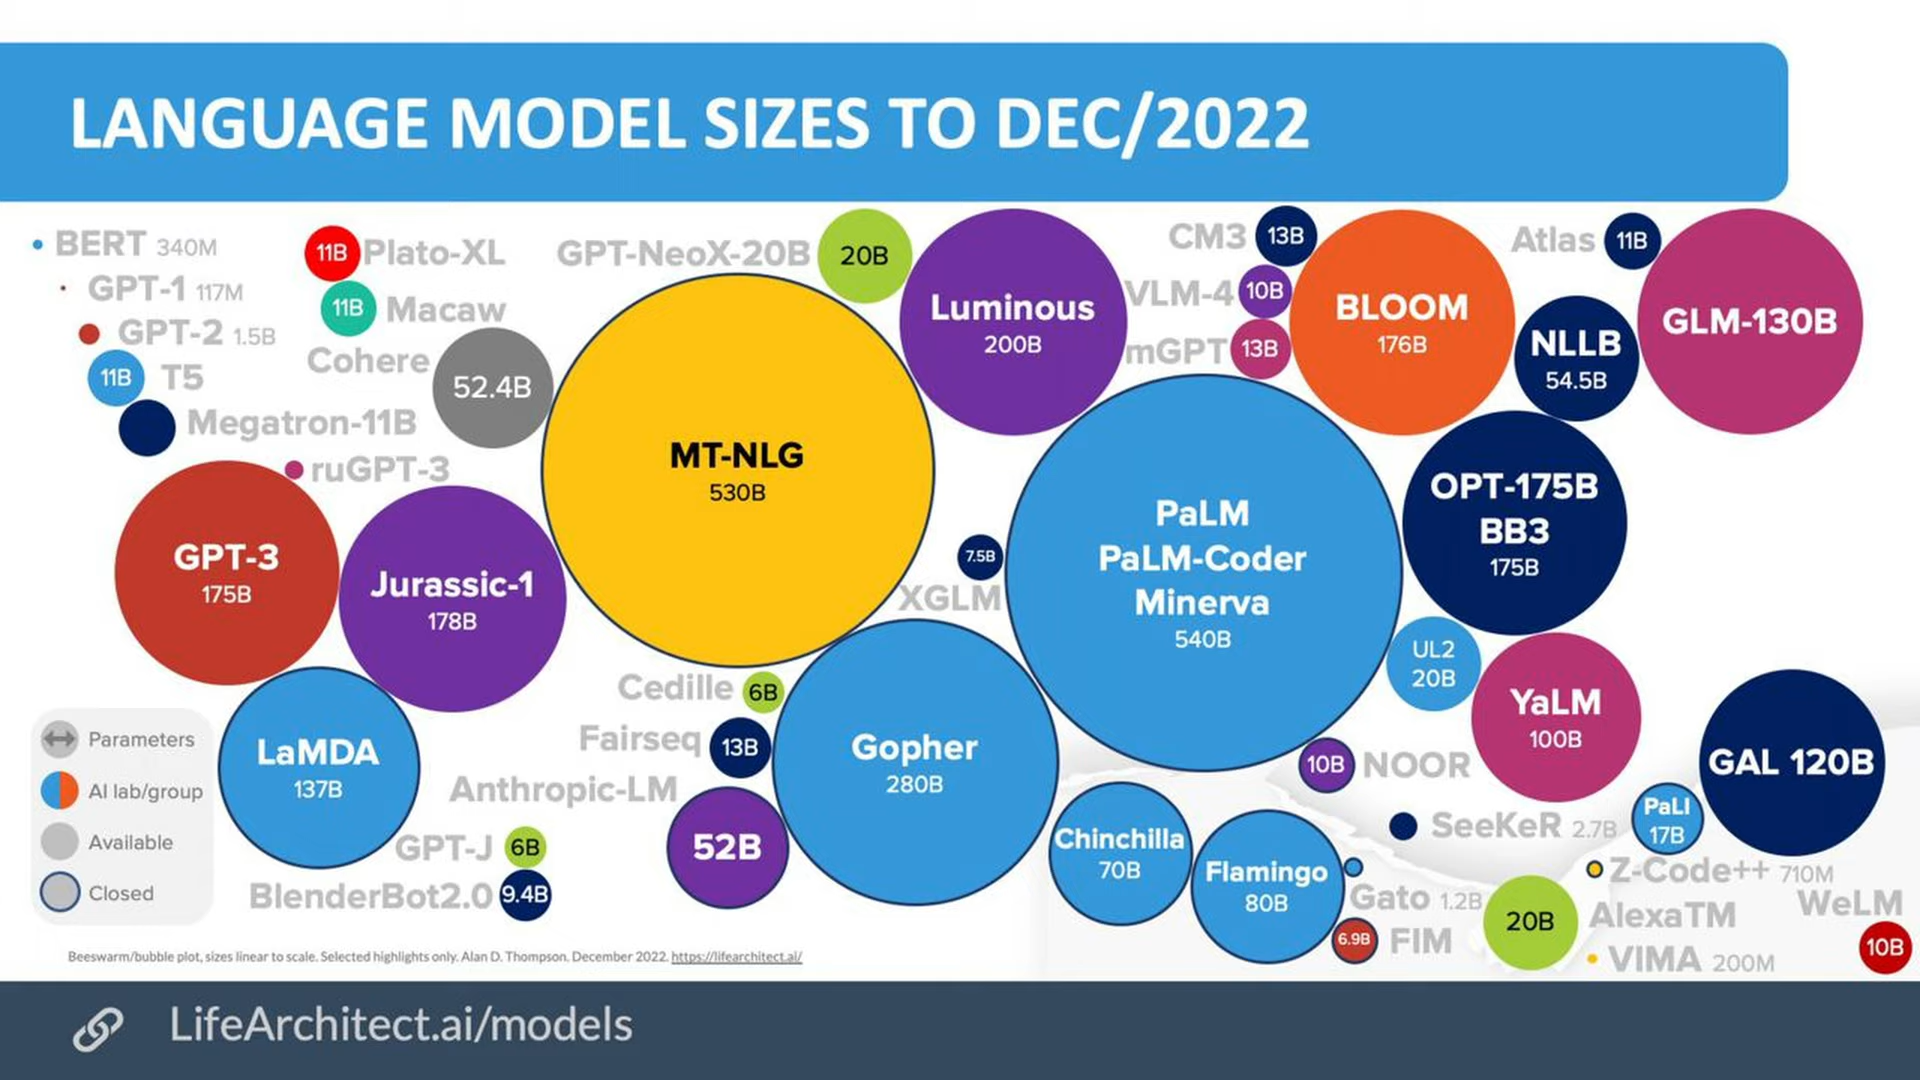 LANGUAGE MODEL SIZES TO DEC/2022
BERT 340M
GPT-1 117M
GPT-2 1.5B
11B T5
Megatron-11B
ruGPT-3
11B Plato-XL
11B Macaw
Cohere 52.4B
GPT-3
175B
Jurassic-1
178B
LaMDA
137B
GPT-NeoX-20B 20B
MT-NLG
530B
Luminous
200B
7.5B
XGLM
Cedille 6B
Fairseq 13B
Anthropic-LM
52B
GPT-J 6B
BlenderBot2.0 9.4B
Gopher
280B
CM3 13B
VLM-4 10B
mGPT 13B
BLOOM
176B
PaLM
PaLM-Coder
Minerva
540B
Atlas 11B
NLLB
54.5B
GLM-130B
OPT-175B
BB3
175B
UL2
20B
YaLM
100B
GAL 120B
10B NOOR
Chinchilla
70B
Flamingo
80B
SeeKeR 2.7B
PaLI
17B
Gato 1.2B
6.9B FIM
Z-Code++ 710M
20B AlexaTM
VIMA 200M
WeLM
10B
Parameters
AI lab/group
Available
Closed
Beeswarm/bubble plot, sizes linear to scale. Selected highlights only. Alan D. Thompson. December 2022. https://lifearchitect.ai/
LifeArchitect.ai/models